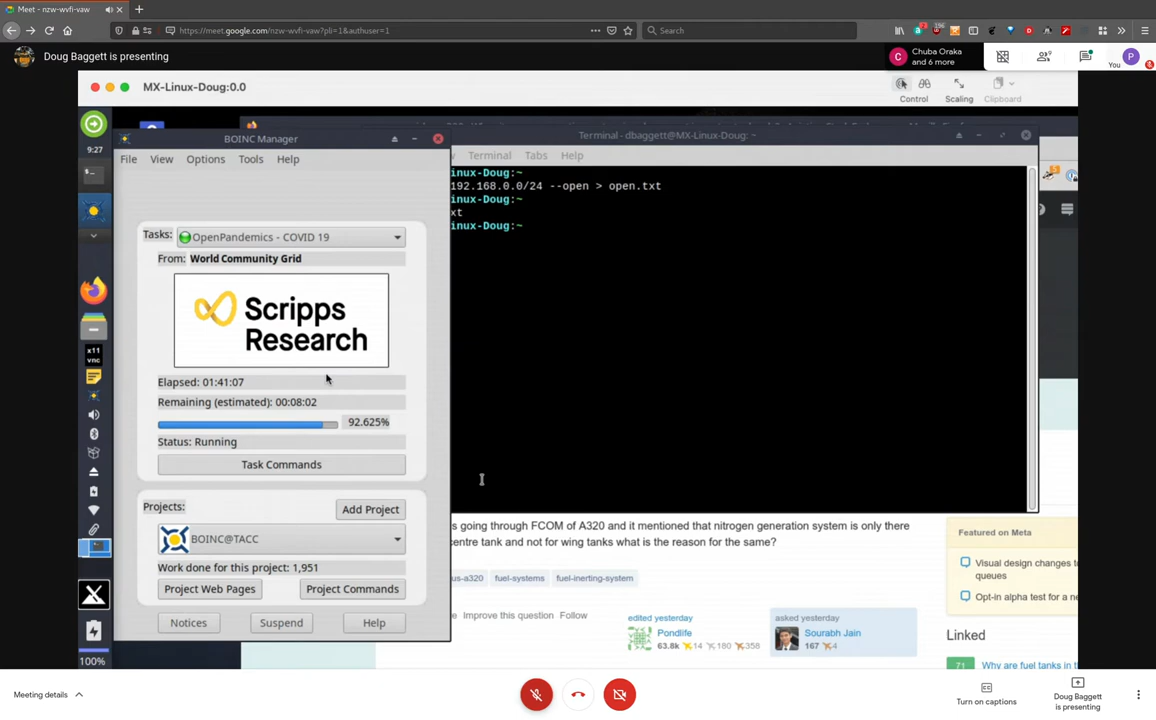 Meet - nzw-wvfi-vaw
https://meet.google.com/nzw-wvfi-vaw?pli=1&authuser=1
Search
Doug Baggett is presenting
C
Chuba Oraka
and 6 more
You
P
MX-Linux-Doug:0.0
Control
Scaling
Clipboard
9:27
BOINC Manager
File View Options Tools Help
Tasks: OpenPandemics - COVID 19
From: World Community Grid
Scripps
Research
Elapsed: 01:41:07
Remaining (estimated): 00:08:02
92.625%
Status: Running
Task Commands
Projects:
Add Project
BOINC@TACC
Work done for this project: 1,951
Project Web Pages
Project Commands
Notices
Suspend
Help
x11
vnc
100%
Terminal - dbaggett@MX-Linux-Doug: ~
w Terminal Tabs Help
inux-Doug:~
192.168.0.0/24 --open > open.txt
inux-Doug:~
xt
inux-Doug:~
s going through FCOM of A320 and it mentioned that nitrogen generation system is only there
centre tank and not for wing tanks what is the reason for the same?
us-a320 fuel-systems fuel-inerting-system
e Improve this question Follow
edited yesterday
Pondlife
63.8k 14 180 358
asked yesterday
Sourabh Jain
167 4
Featured on Meta
Visual design changes t
queues
Opt-in alpha test for a ne
Linked
71 Why are fuel tanks in t
Meeting details
Turn on captions
Doug Baggett
is presenting